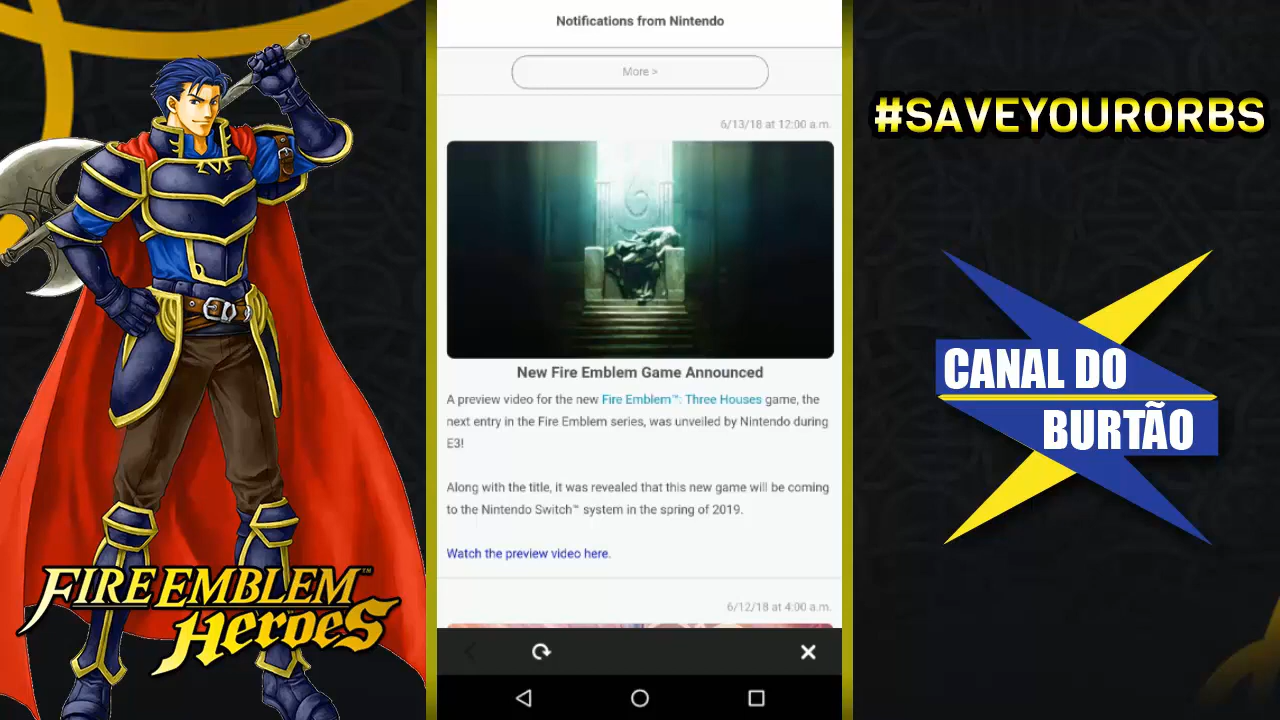 Notifications from Nintendo
More >
6/13/18 at 12:00 a.m.
New Fire Emblem Game Announced
A preview video for the new Fire Emblem™: Three Houses game, the
next entry in the Fire Emblem series, was unveiled by Nintendo during
E3!
Along with the title, it was revealed that this new game will be coming
to the Nintendo Switch™ system in the spring of 2019.
Watch the preview video here.
6/12/18 at 4:00 a.m.
FIRE EMBLEM™
Heroes
#SAVEYOURORBS
CANAL DO
BURTÃO